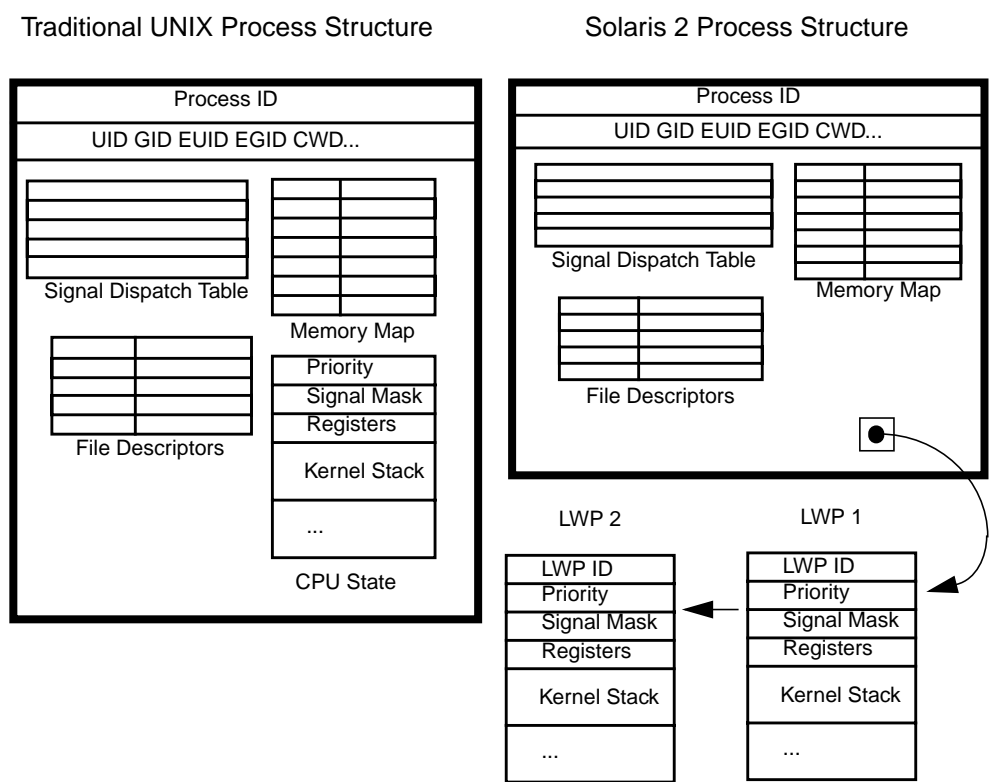 Traditional UNIX Process Structure
Process ID
UID GID EUID EGID CWD...
Signal Dispatch Table
Memory Map
File Descriptors
Priority
Signal Mask
Registers
Kernel Stack
...
CPU State
Solaris 2 Process Structure
Process ID
UID GID EUID EGID CWD...
Signal Dispatch Table
Memory Map
File Descriptors
LWP 2
LWP ID
Priority
Signal Mask
Registers
Kernel Stack
...
LWP 1
LWP ID
Priority
Signal Mask
Registers
Kernel Stack
...